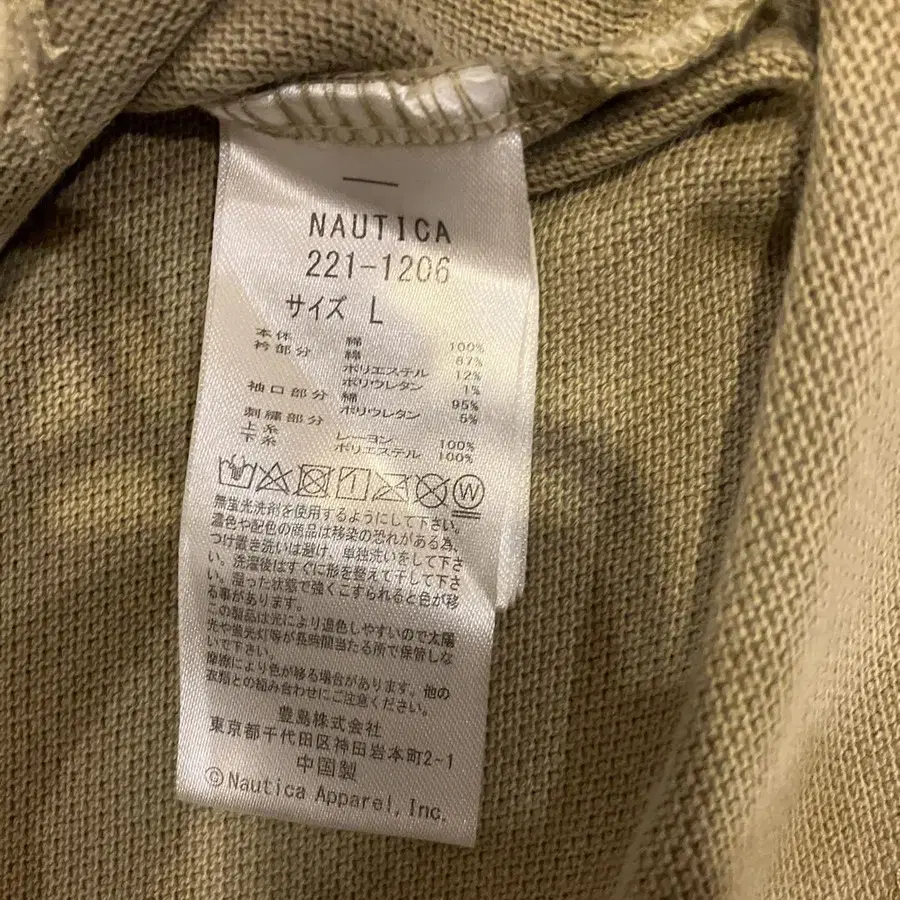 NAUTICA
221-1206
サイズ L
本体 綿 100%
衿部分 綿 87%
ポリエステル 12%
ポリウレタン 1%
袖口部分 綿 95%
ポリウレタン 5%
刺繍部分
上糸 レーヨン 100%
下糸 ポリエステル 100%
W
無蛍光洗剤を使用するようにして下さい。
濃色や配色の商品は移染の恐れがある為、
つけ置き洗いは避け、単独洗いをして下さ
い。洗濯後はすぐに形を整えて干して下さ
い。湿った状態で強くこすられると色が移
る事があります。
この製品は光により退色しやすいので太陽
光や蛍光灯等が長時間当たる所で保管しな
いで下さい。
摩擦により色が移る場合があります。他の
衣類との組み合わせにご注意ください。
豊島株式会社
東京都千代田区神田岩本町2-1
中国製
©Nautica Apparel, Inc.